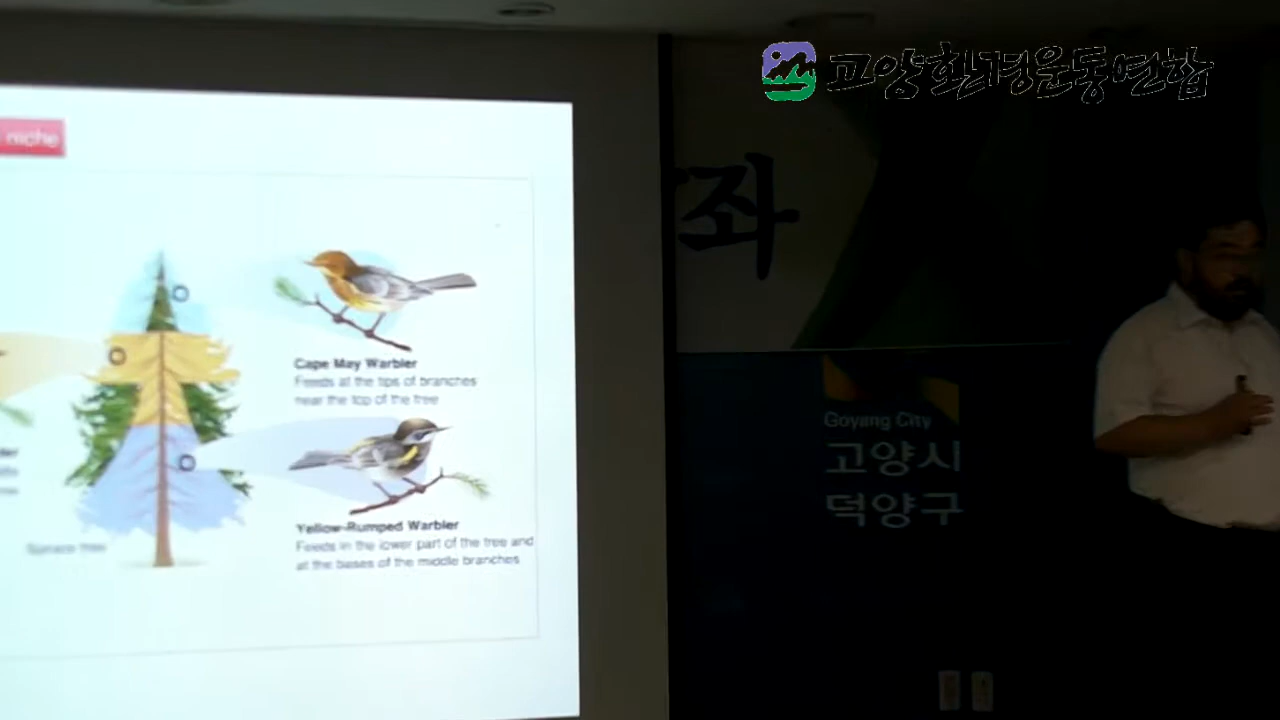 고양환경운동연합
niche
좌
Cape May Warbler
Feeds at the tips of branches
near the top of the tree
Goyang City
고양시
덕양구
Yellow-Rumped Warbler
Feeds in the lower part of the tree and
at the bases of the middle branches
Spruce tree